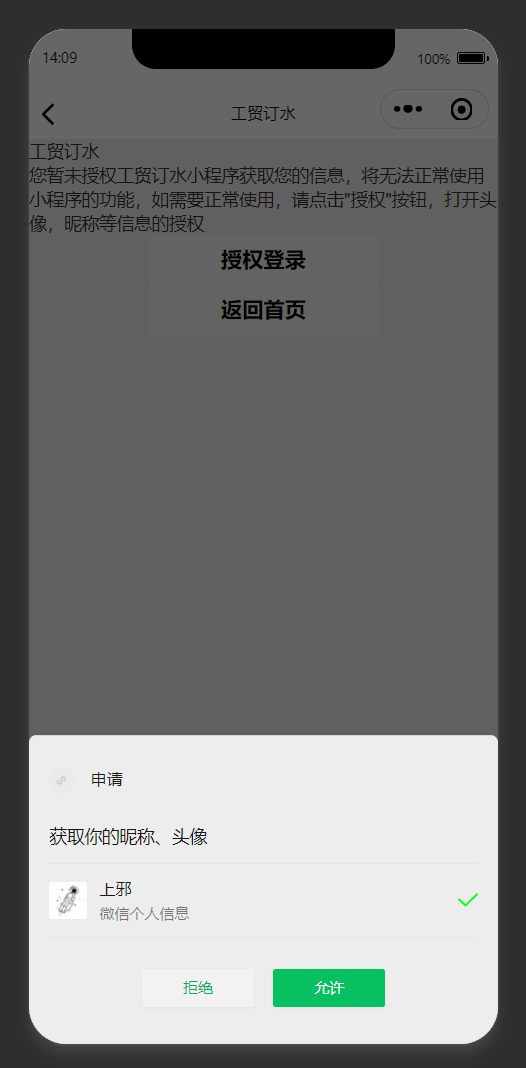 14:09
100%
工贸订水
工贸订水
您暂未授权工贸订水小程序获取您的信息，将无法正常使用
小程序的功能，如需要正常使用，请点击"授权"按钮，打开头
像，昵称等信息的授权
授权登录
返回首页
申请
获取你的昵称、头像
上邪
微信个人信息
拒绝
允许